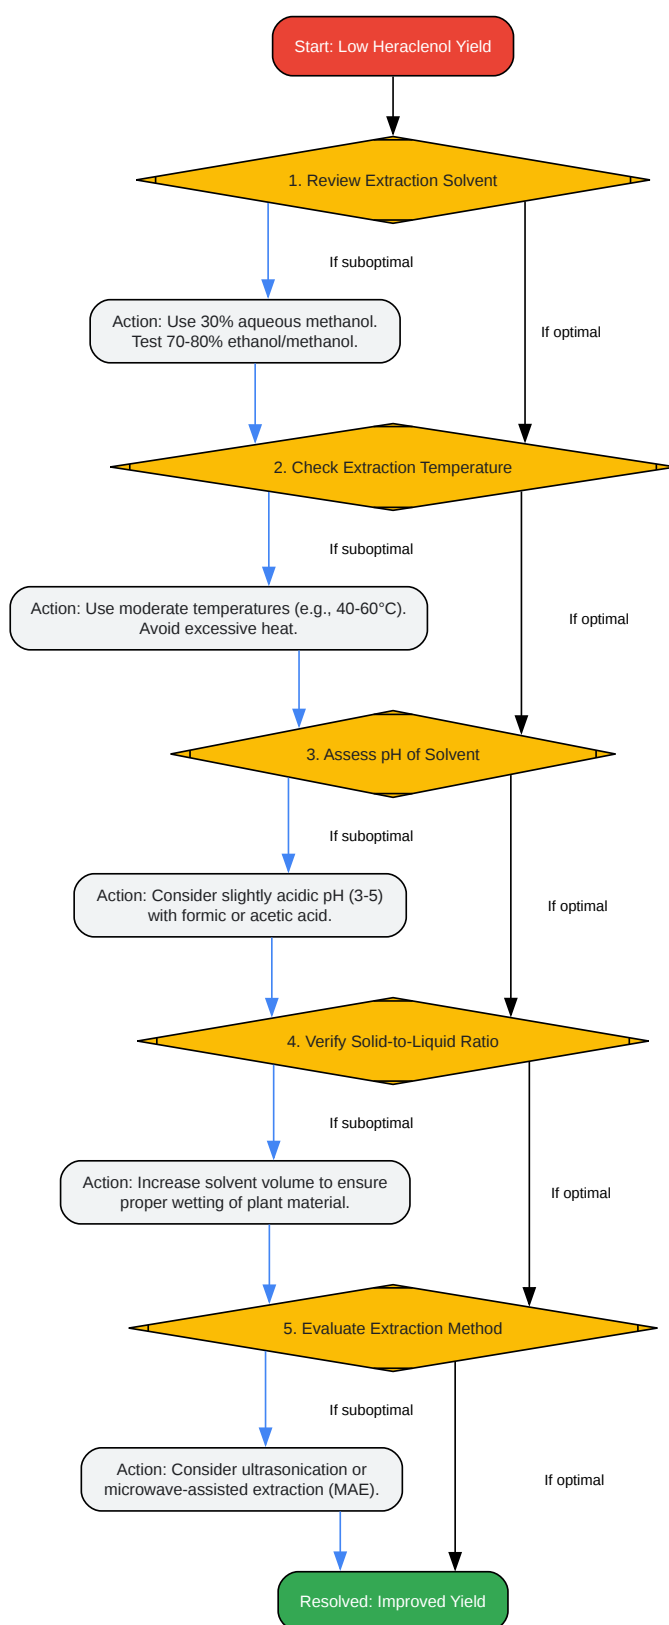 Start: Low Heraclenol Yield
1. Review Extraction Solvent
If suboptimal
Action: Use 30% aqueous methanol.
Test 70-80% ethanol/methanol.
If optimal
2. Check Extraction Temperature
If suboptimal
Action: Use moderate temperatures (e.g., 40-60°C).
Avoid excessive heat.
If optimal
3. Assess pH of Solvent
If suboptimal
Action: Consider slightly acidic pH (3-5)
with formic or acetic acid.
If optimal
4. Verify Solid-to-Liquid Ratio
If suboptimal
Action: Increase solvent volume to ensure
proper wetting of plant material.
If optimal
5. Evaluate Extraction Method
If suboptimal
Action: Consider ultrasonication or
microwave-assisted extraction (MAE).
If optimal
Resolved: Improved Yield